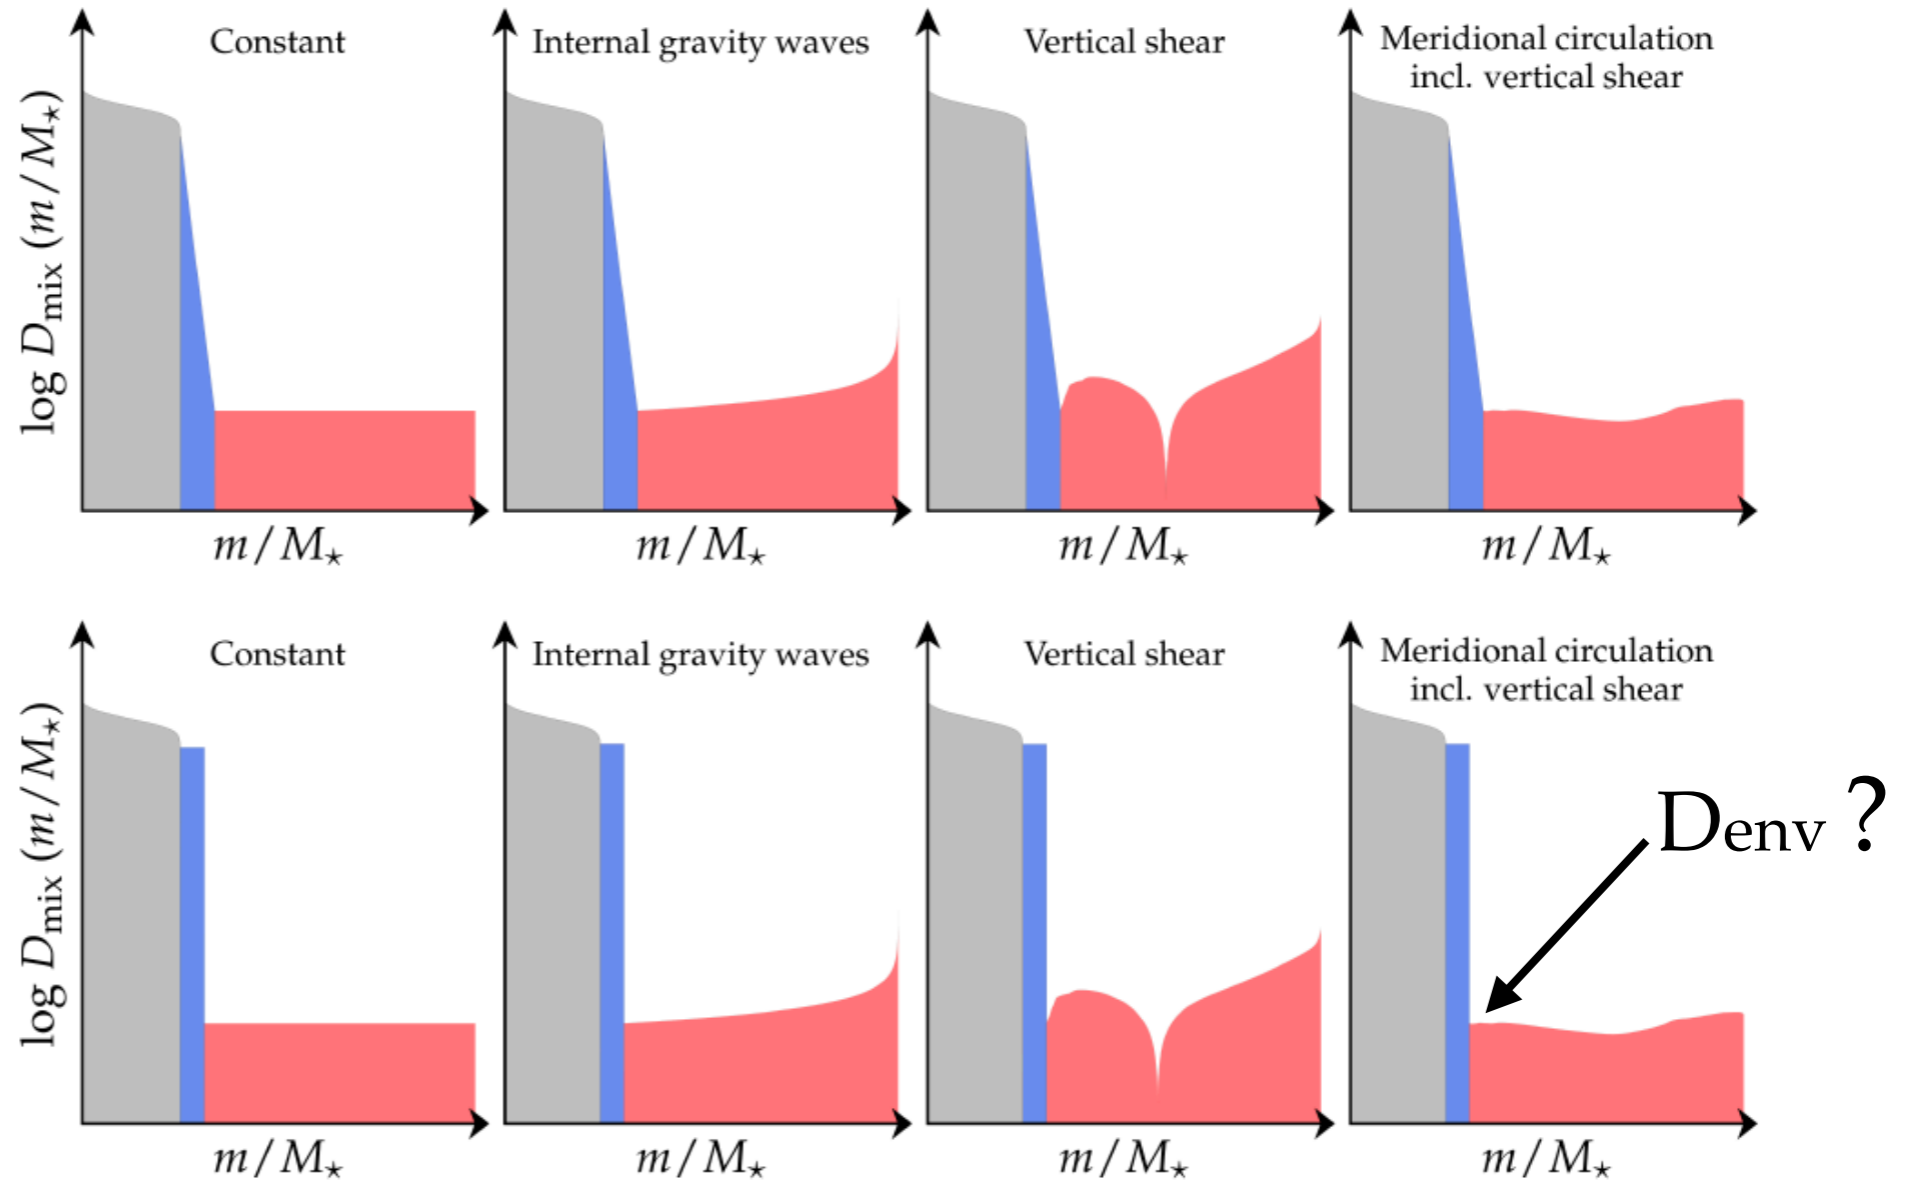 Constant
Internal gravity waves
Vertical shear
Meridional circulation
incl. vertical shear
log Dmix (m/M⋆)
m/M⋆
m/M⋆
m/M⋆
m/M⋆
Constant
Internal gravity waves
Vertical shear
Meridional circulation
incl. vertical shear
log Dmix (m/M⋆)
Denv ?
m/M⋆
m/M⋆
m/M⋆
m/M⋆